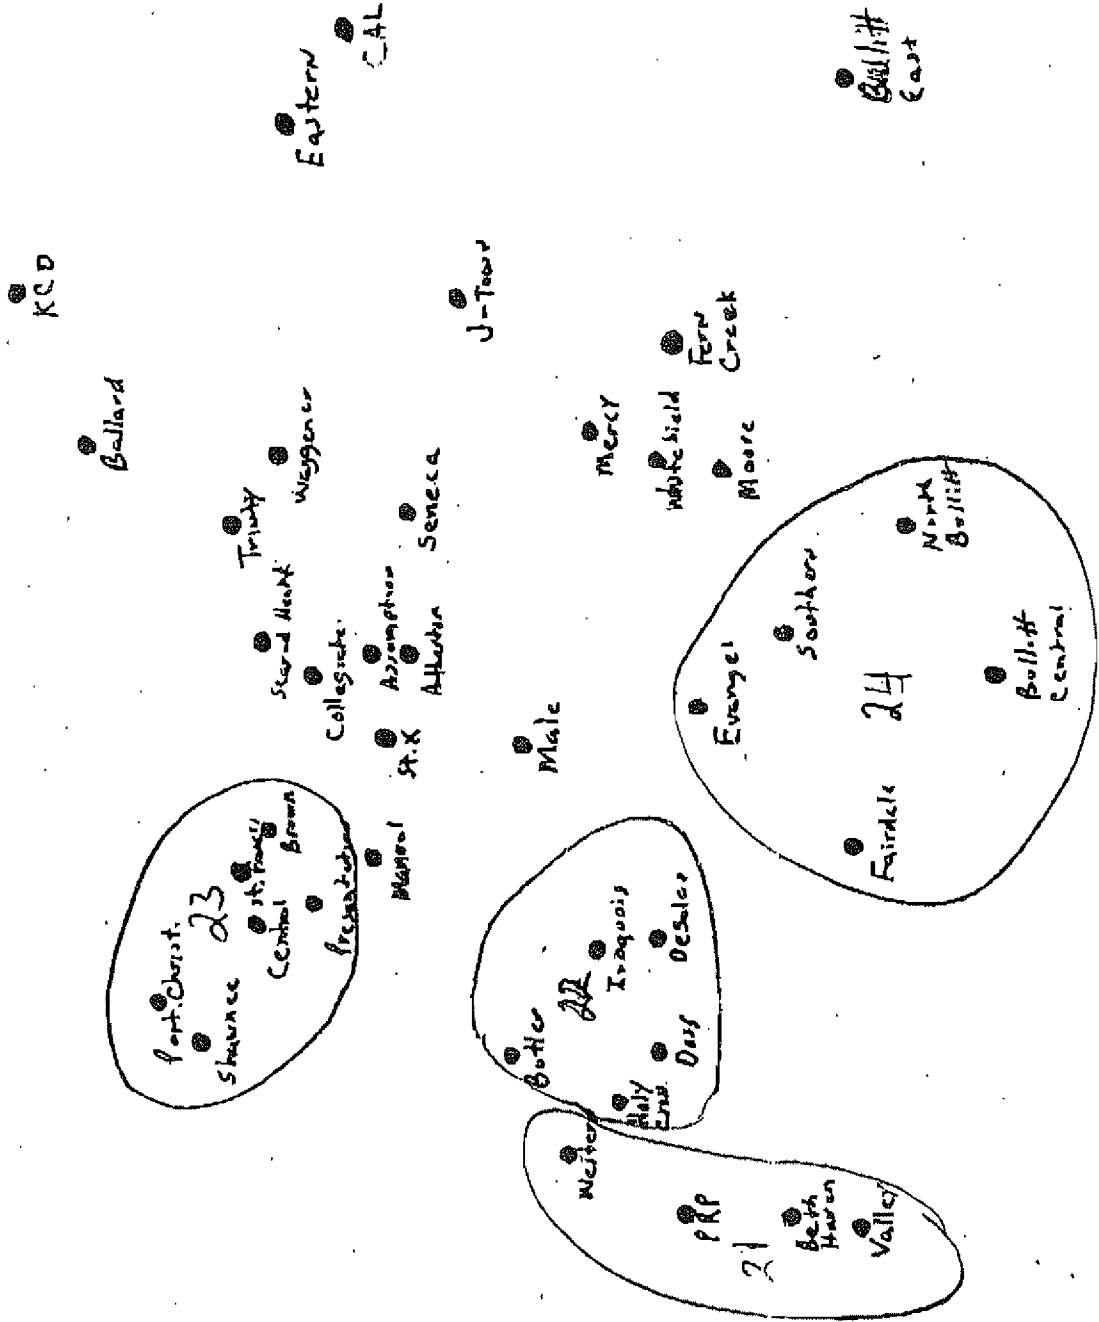 KCD
Ballard
Port. Christ.
Shawnee
23
St. Francis
Central
Brown
Presentation
Trinity
Sacred Heart
Waggener
Eastern
CAL
Collegiate
Manual
St. X
Assumption
Atherton
Seneca
J-Town
Male
Butler
22
Iroquois
Holy
Cross
Doss
Desales
Western
PRP
21
Beth
Haven
Valley
Mercy
Whitefield
Moore
Fern
Creek
Evangel
Southern
24
Fairdale
North
Bullitt
Bullitt
Central
Bullitt
East